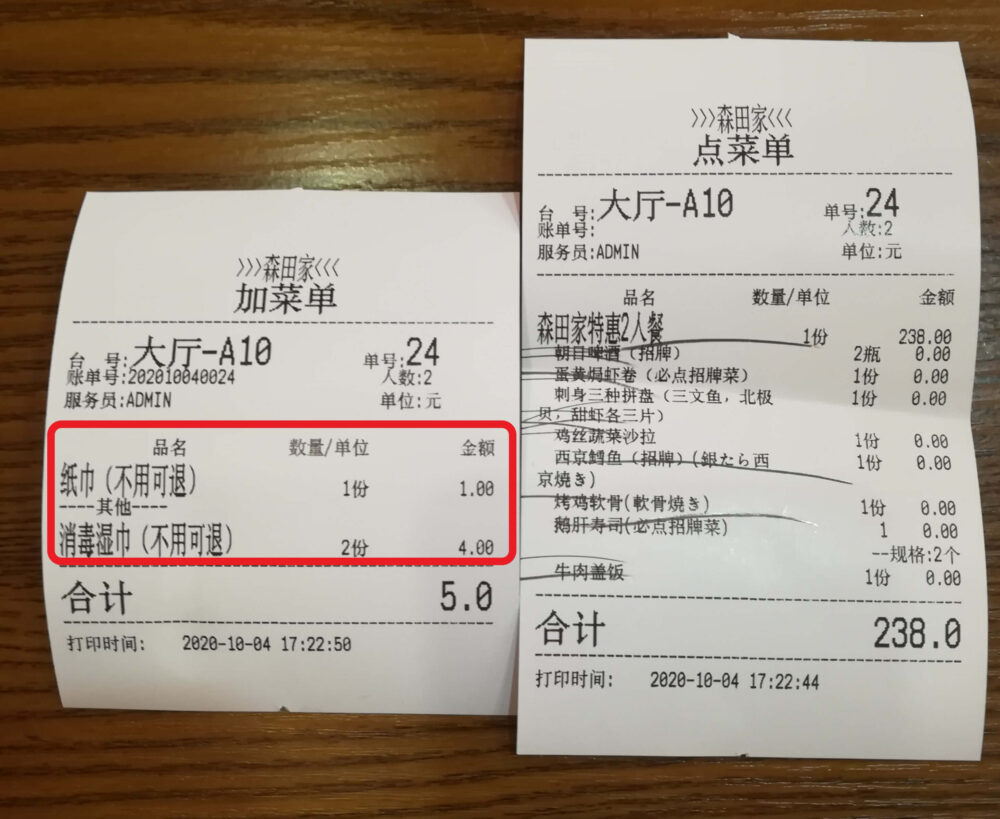 >>>森田家<<<
加菜单
台 号:大厅-A10 单号:24
账单号:202010040024 人数:2
服务员:ADMIN 单位:元
品名 数量/单位 金额
纸巾(不用可退) 1份 1.00
----其他----
消毒湿巾(不用可退) 2份 4.00
合计 5.0
打印时间: 2020-10-04 17:22:50
>>>森田家<<<
点菜单
台 号:大厅-A10 单号:24
账单号: 人数:2
服务员:ADMIN 单位:元
品名 数量/单位 金额
森田家特惠2人餐 1份 238.00
朝日啤酒(招牌) 2瓶 0.00
蛋黄焗虾卷(必点招牌菜) 1份 0.00
刺身三种拼盘(三文鱼,北极 1份 0.00
贝,甜虾各三片)
鸡丝蔬菜沙拉 1份 0.00
西京鳕鱼(招牌)(銀たら西 1份 0.00
京焼き)
烤鸡软骨(軟骨焼き) 1份 0.00
鹅肝寿司(必点招牌菜) 1 0.00
--规格:2个
牛肉盖饭 1份 0.00
合计 238.0
打印时间: 2020-10-04 17:22:44